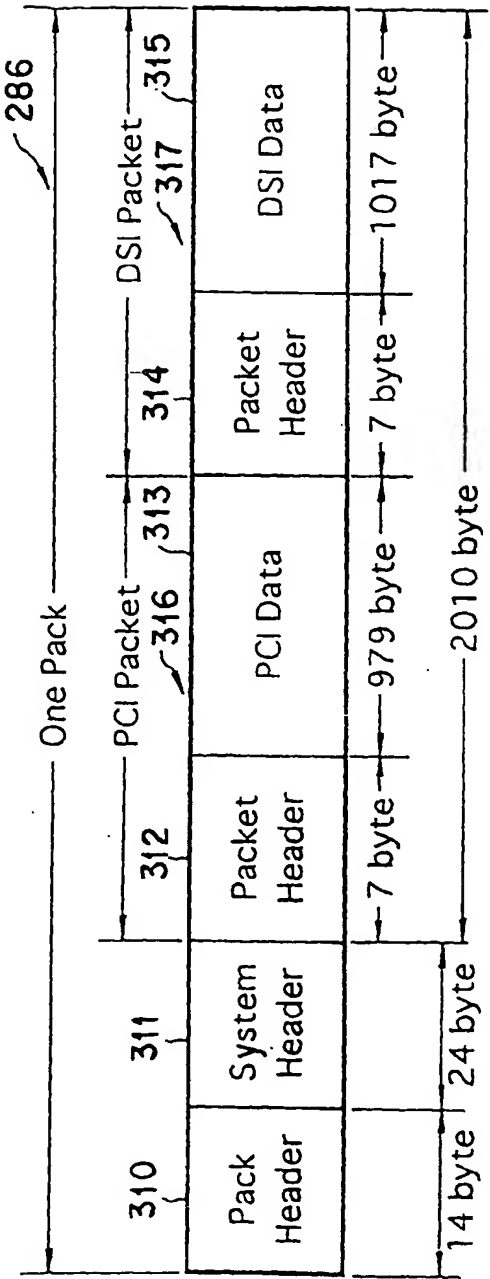 286
One Pack
PCI Packet
DSI Packet
310
311
312
316
313
314
317
315
Pack
Header
System
Header
Packet
Header
PCI Data
Packet
Header
DSI Data
7 byte
979 byte
7 byte
1017 byte
14 byte
24 byte
2010 byte